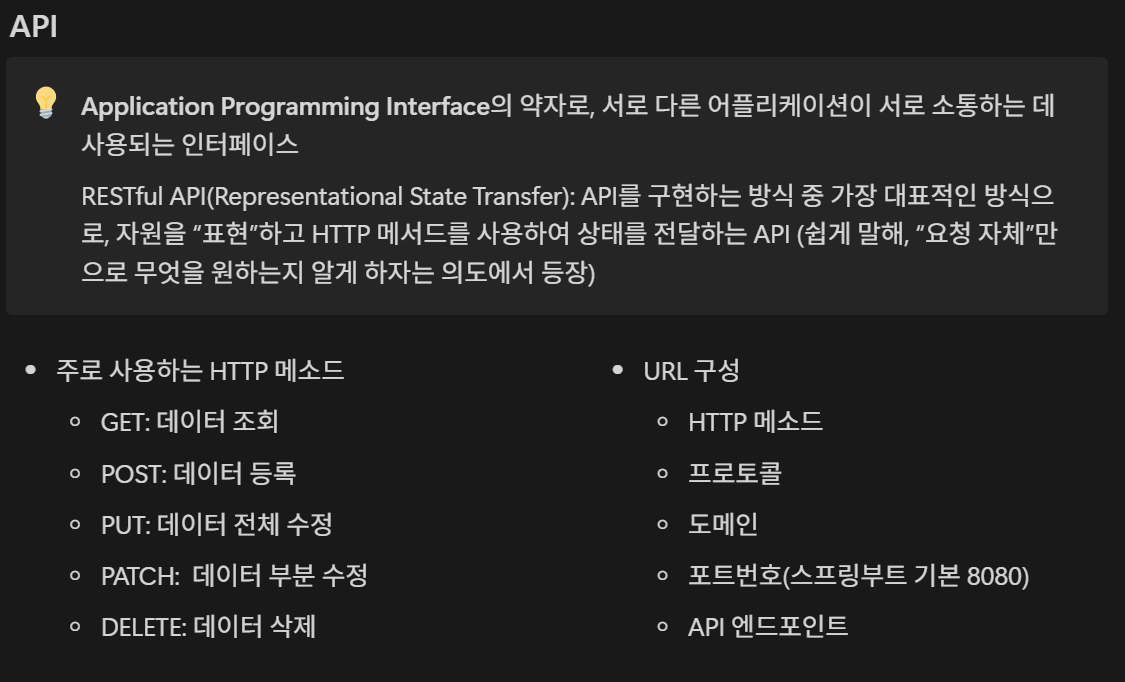 API
Application Programming Interface의 약자로, 서로 다른 어플리케이션이 서로 소통하는 데
사용되는 인터페이스
RESTful API(Representational State Transfer): API를 구현하는 방식 중 가장 대표적인 방식으
로, 자원을 “표현”하고 HTTP 메서드를 사용하여 상태를 전달하는 API (쉽게 말해, “요청 자체”만
으로 무엇을 원하는지 알게 하자는 의도에서 등장)
주로 사용하는 HTTP 메소드
GET: 데이터 조회
POST: 데이터 등록
PUT: 데이터 전체 수정
PATCH: 데이터 부분 수정
DELETE: 데이터 삭제
URL 구성
HTTP 메소드
프로토콜
도메인
포트번호(스프링부트 기본 8080)
API 엔드포인트